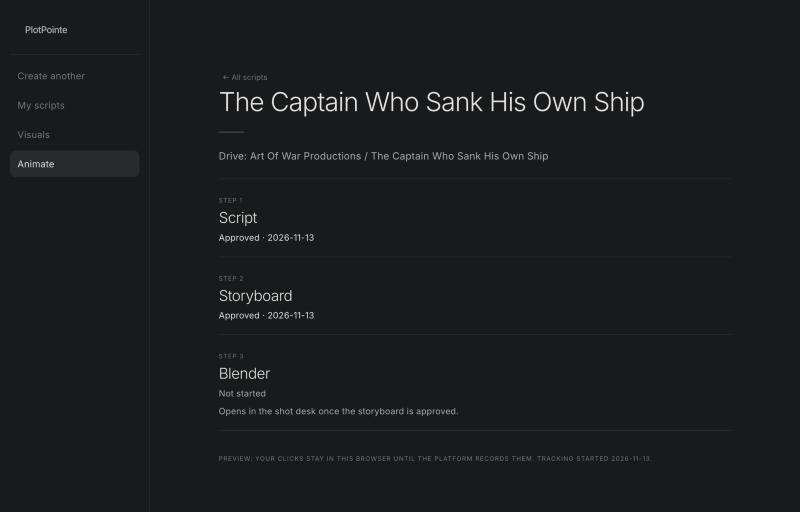 PlotPointe
Create another
My scripts
Visuals
Animate
← All scripts
The Captain Who Sank His Own Ship
Drive: Art Of War Productions / The Captain Who Sank His Own Ship
STEP 1
Script
Approved · 2026-11-13
STEP 2
Storyboard
Approved · 2026-11-13
STEP 3
Blender
Not started
Opens in the shot desk once the storyboard is approved.
PREVIEW: YOUR CLICKS STAY IN THIS BROWSER UNTIL THE PLATFORM RECORDS THEM. TRACKING STARTED 2026-11-13.